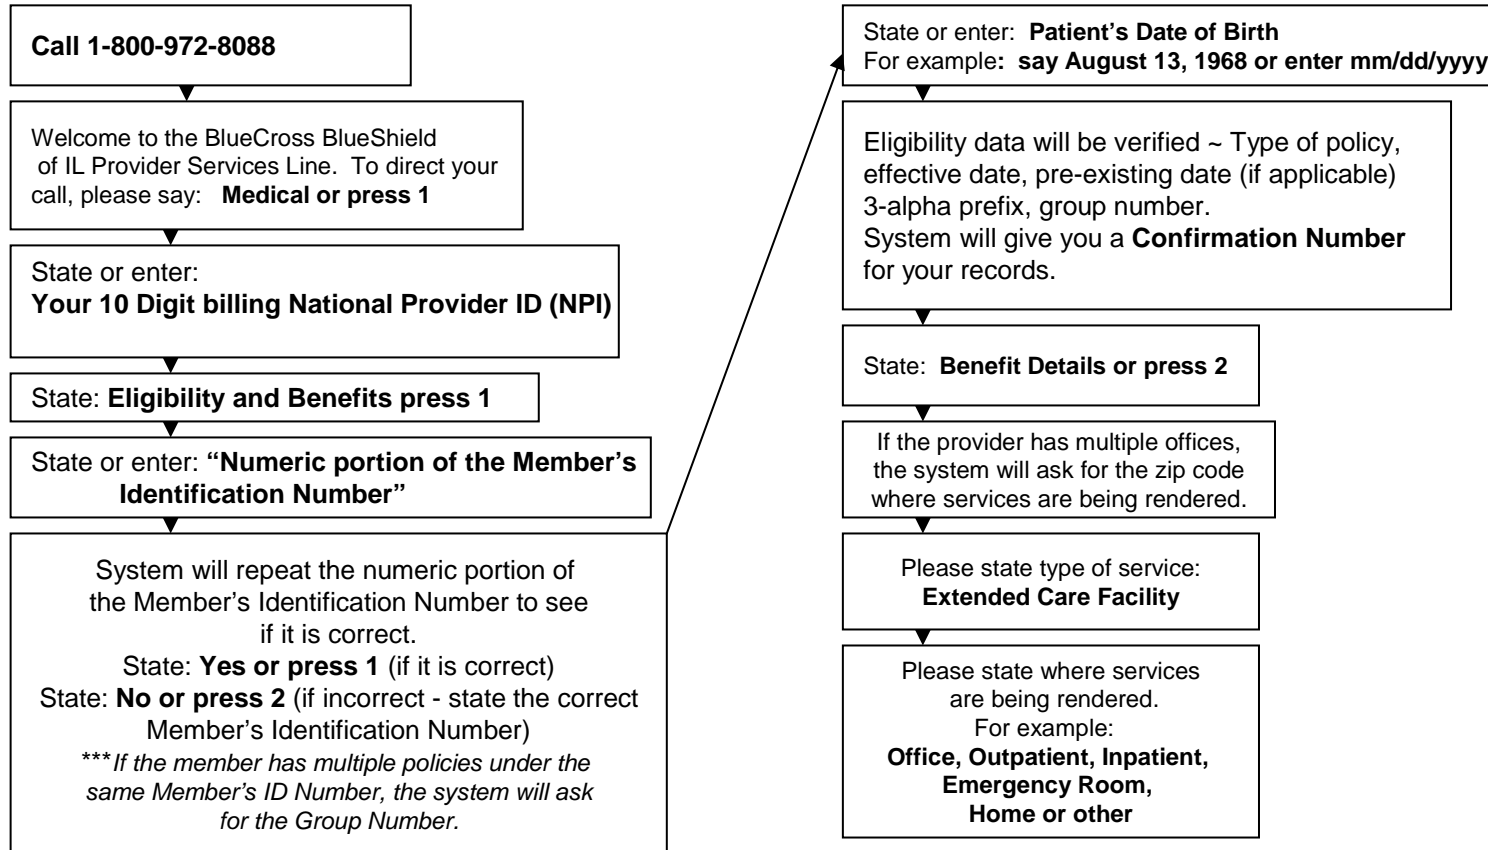 Call 1-800-972-8088
Welcome to the BlueCross BlueShield
of IL Provider Services Line. To direct your
call, please say: Medical or press 1
State or enter:
Your 10 Digit billing National Provider ID (NPI)
State: Eligibility and Benefits press 1
State or enter: “Numeric portion of the Member’s
Identification Number”
System will repeat the numeric portion of
the Member’s Identification Number to see
if it is correct.
State: Yes or press 1 (if it is correct)
State: No or press 2 (if incorrect - state the correct
Member’s Identification Number)
***If the member has multiple policies under the
same Member’s ID Number, the system will ask
for the Group Number.
State or enter: Patient’s Date of Birth
For example: say August 13, 1968 or enter mm/dd/yyyy
Eligibility data will be verified ~ Type of policy,
effective date, pre-existing date (if applicable)
3-alpha prefix, group number.
System will give you a Confirmation Number
for your records.
State: Benefit Details or press 2
If the provider has multiple offices,
the system will ask for the zip code
where services are being rendered.
Please state type of service:
Extended Care Facility
Please state where services
are being rendered.
For example:
Office, Outpatient, Inpatient,
Emergency Room,
Home or other